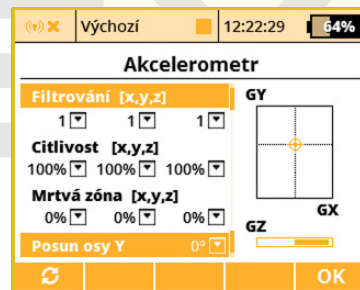 Výchozí 12:22:29 64%
Akcelerometr
Filtrování [x,y,z]
1 1 1
Citlivost [x,y,z]
100% 100% 100%
Mrtvá zóna [x,y,z]
0% 0% 0%
Posun osy Y 0°
GY
GX
GZ
OK